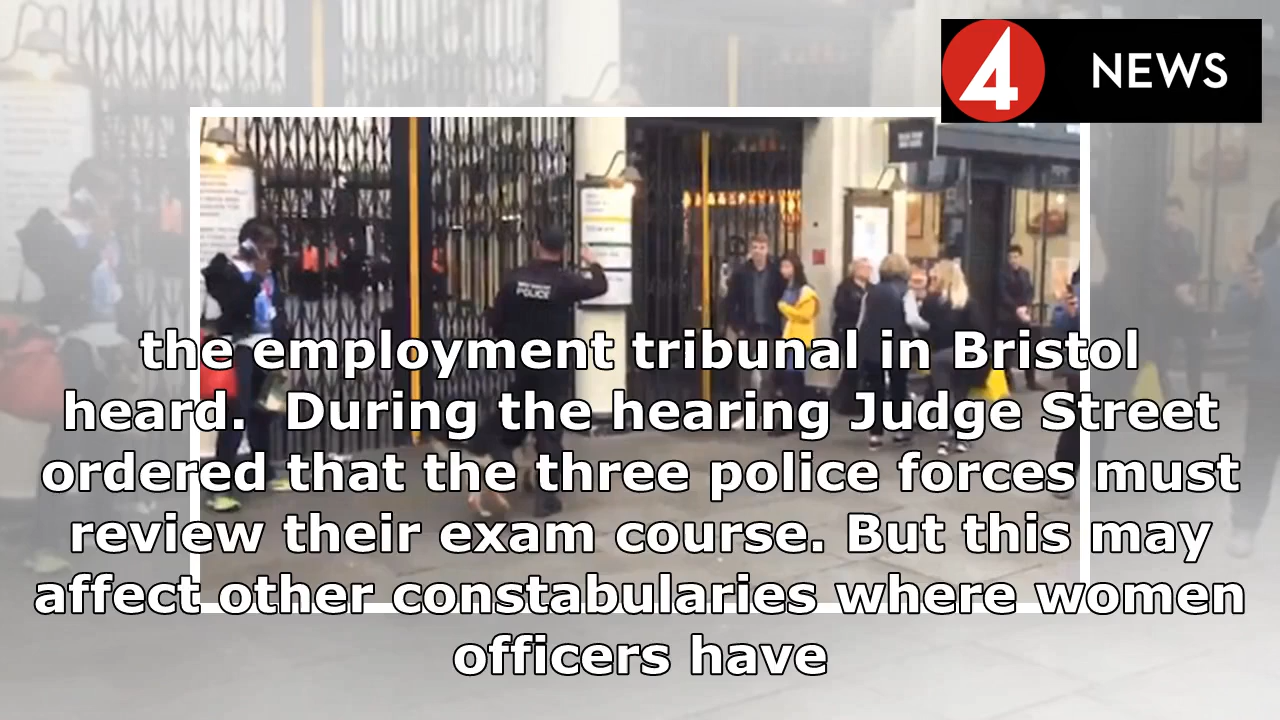 4 NEWS
POLICE
the employment tribunal in Bristol
heard.  During the hearing Judge Street
ordered that the three police forces must
review their exam course. But this may
affect other constabularies where women
officers have